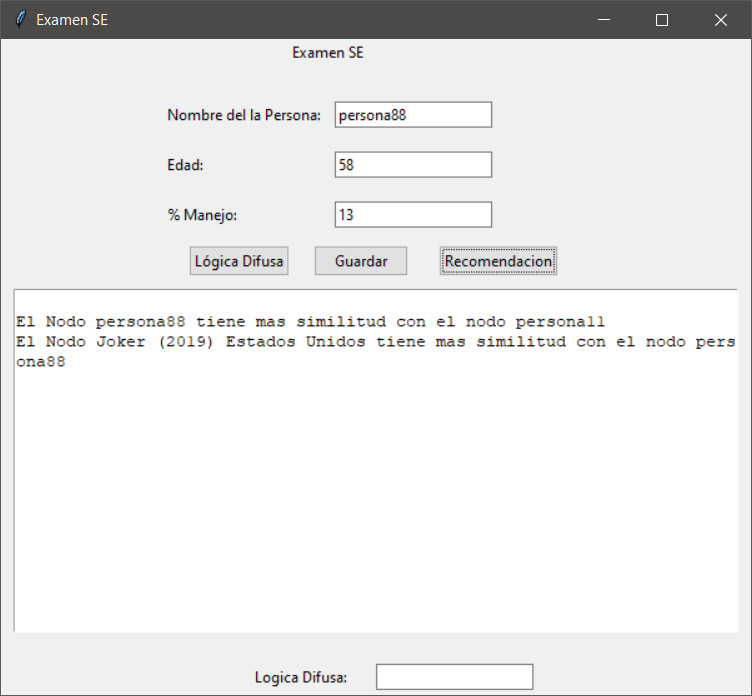 Examen SE
Examen SE
Nombre del la Persona: persona88
Edad: 58
% Manejo: 13
Lógica Difusa Guardar Recomendacion
El Nodo persona88 tiene mas similitud con el nodo persona11
El Nodo Joker (2019) Estados Unidos tiene mas similitud con el nodo pers
ona88
Logica Difusa: